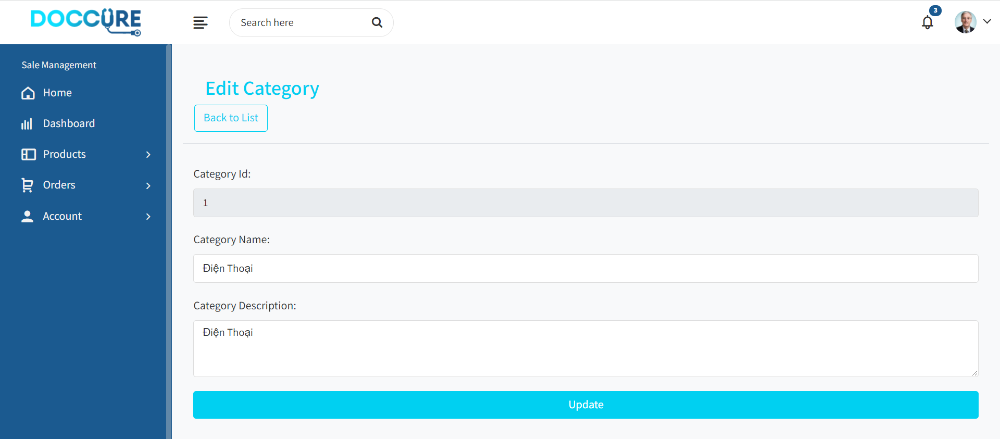 DOCCURE
Search here
3
Sale Management
Home
Dashboard
Products
Orders
Account
Edit Category
Back to List
Category Id:
1
Category Name:
Điện Thoại
Category Description:
Điện Thoại
Update